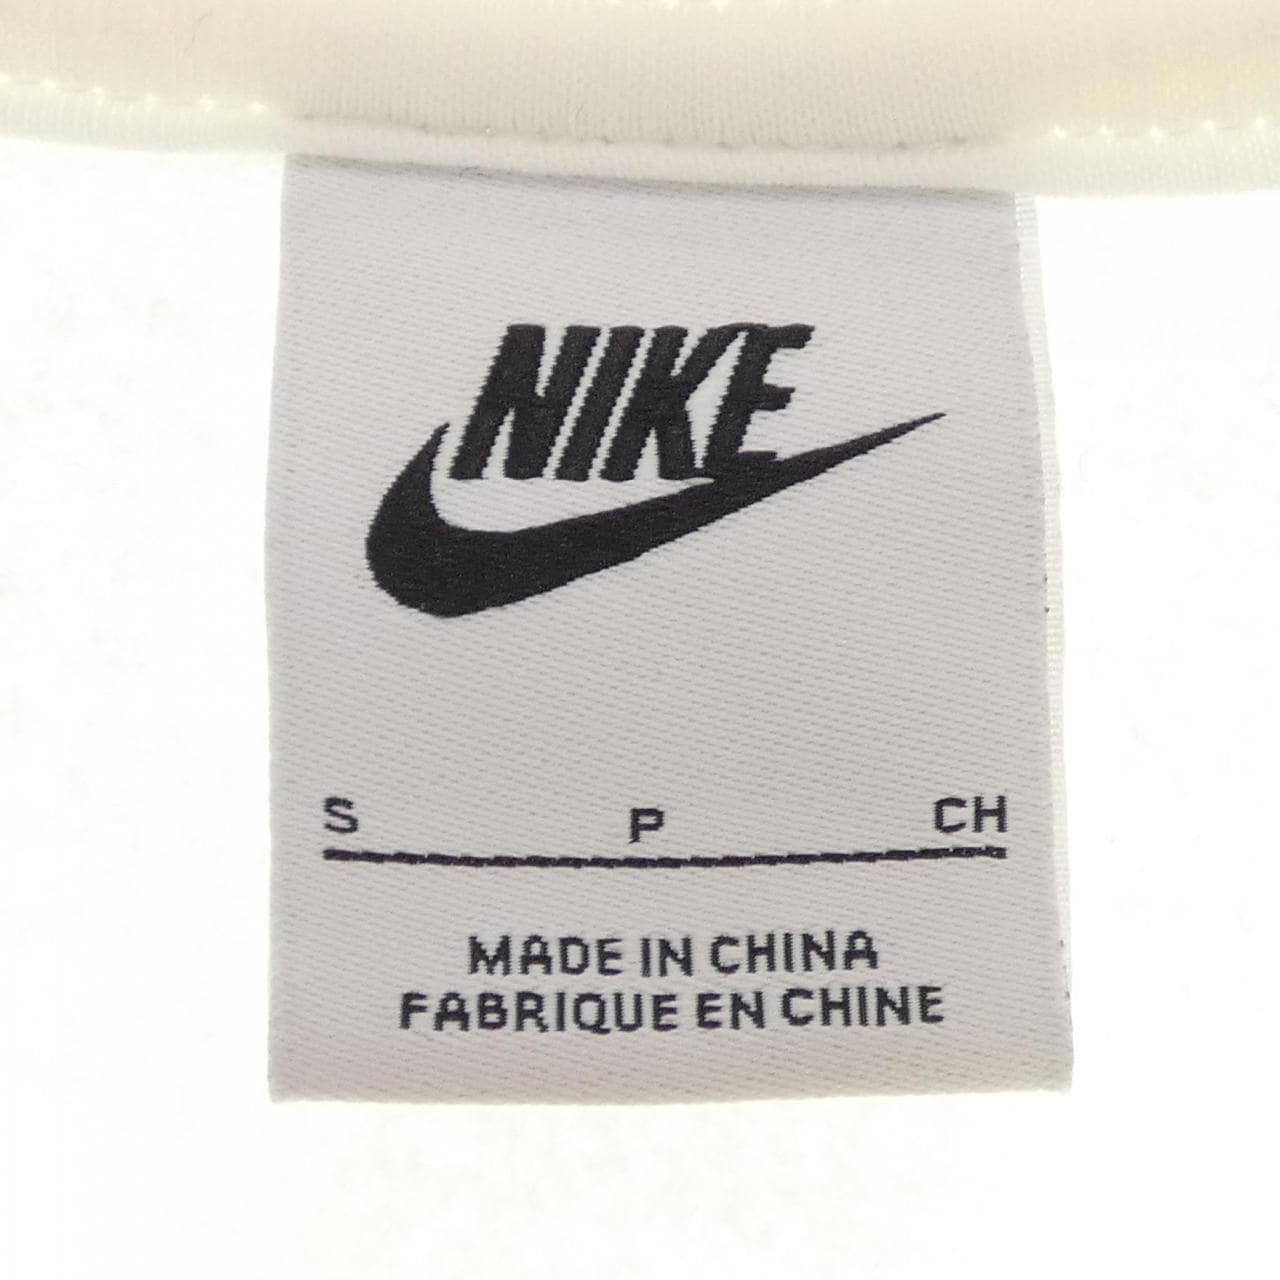 NIKE
S P CH
MADE IN CHINA
FABRIQUE EN CHINE